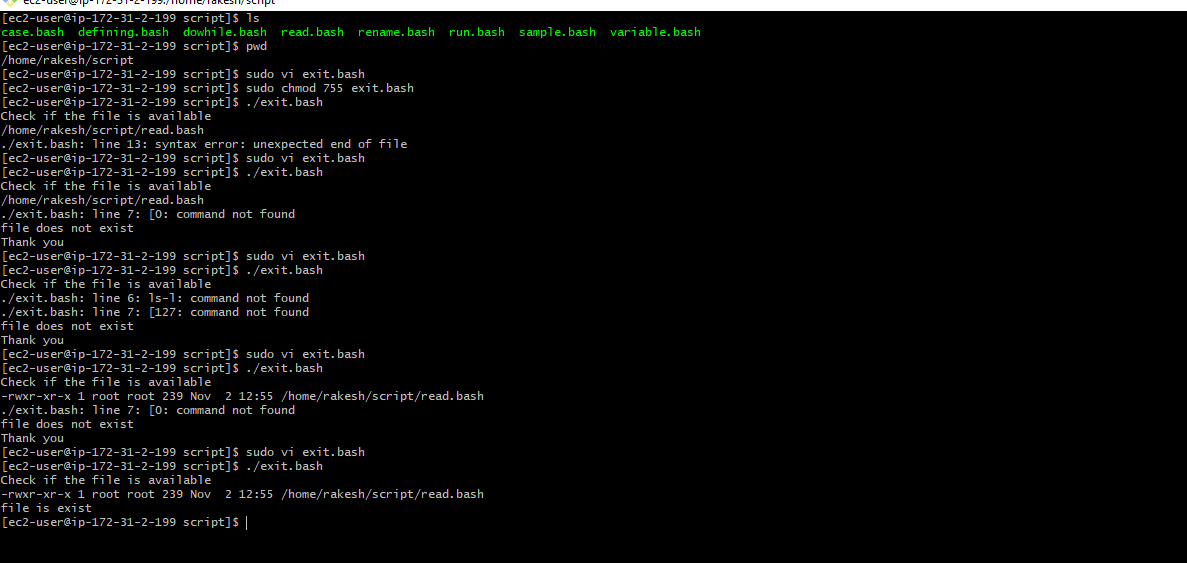 ec2-user@ip-172-31-2-199:/home/rakesh/script
[ec2-user@ip-172-31-2-199 script]$ ls
case.bash  defining.bash  dowhile.bash  read.bash  rename.bash  run.bash  sample.bash  variable.bash
[ec2-user@ip-172-31-2-199 script]$ pwd
/home/rakesh/script
[ec2-user@ip-172-31-2-199 script]$ sudo vi exit.bash
[ec2-user@ip-172-31-2-199 script]$ sudo chmod 755 exit.bash
[ec2-user@ip-172-31-2-199 script]$ ./exit.bash
Check if the file is available
/home/rakesh/script/read.bash
./exit.bash: line 13: syntax error: unexpected end of file
[ec2-user@ip-172-31-2-199 script]$ sudo vi exit.bash
[ec2-user@ip-172-31-2-199 script]$ ./exit.bash
Check if the file is available
/home/rakesh/script/read.bash
./exit.bash: line 7: [0: command not found
file does not exist
Thank you
[ec2-user@ip-172-31-2-199 script]$ sudo vi exit.bash
[ec2-user@ip-172-31-2-199 script]$ ./exit.bash
Check if the file is available
./exit.bash: line 6: ls-l: command not found
./exit.bash: line 7: [127: command not found
file does not exist
Thank you
[ec2-user@ip-172-31-2-199 script]$ sudo vi exit.bash
[ec2-user@ip-172-31-2-199 script]$ ./exit.bash
Check if the file is available
-rwxr-xr-x 1 root root 239 Nov  2 12:55 /home/rakesh/script/read.bash
./exit.bash: line 7: [0: command not found
file does not exist
Thank you
[ec2-user@ip-172-31-2-199 script]$ sudo vi exit.bash
[ec2-user@ip-172-31-2-199 script]$ ./exit.bash
Check if the file is available
-rwxr-xr-x 1 root root 239 Nov  2 12:55 /home/rakesh/script/read.bash
file is exist
[ec2-user@ip-172-31-2-199 script]$